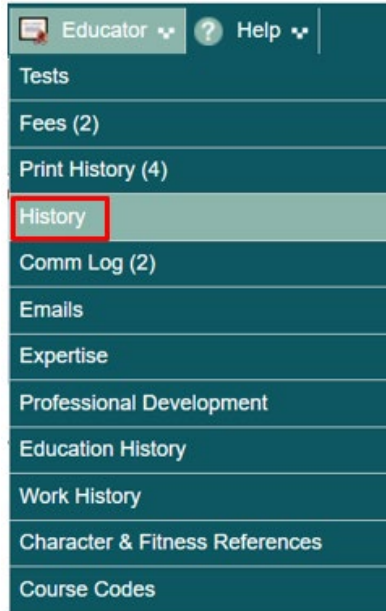 Educator
Help
Tests
Fees (2)
Print History (4)
History
Comm Log (2)
Emails
Expertise
Professional Development
Education History
Work History
Character & Fitness References
Course Codes